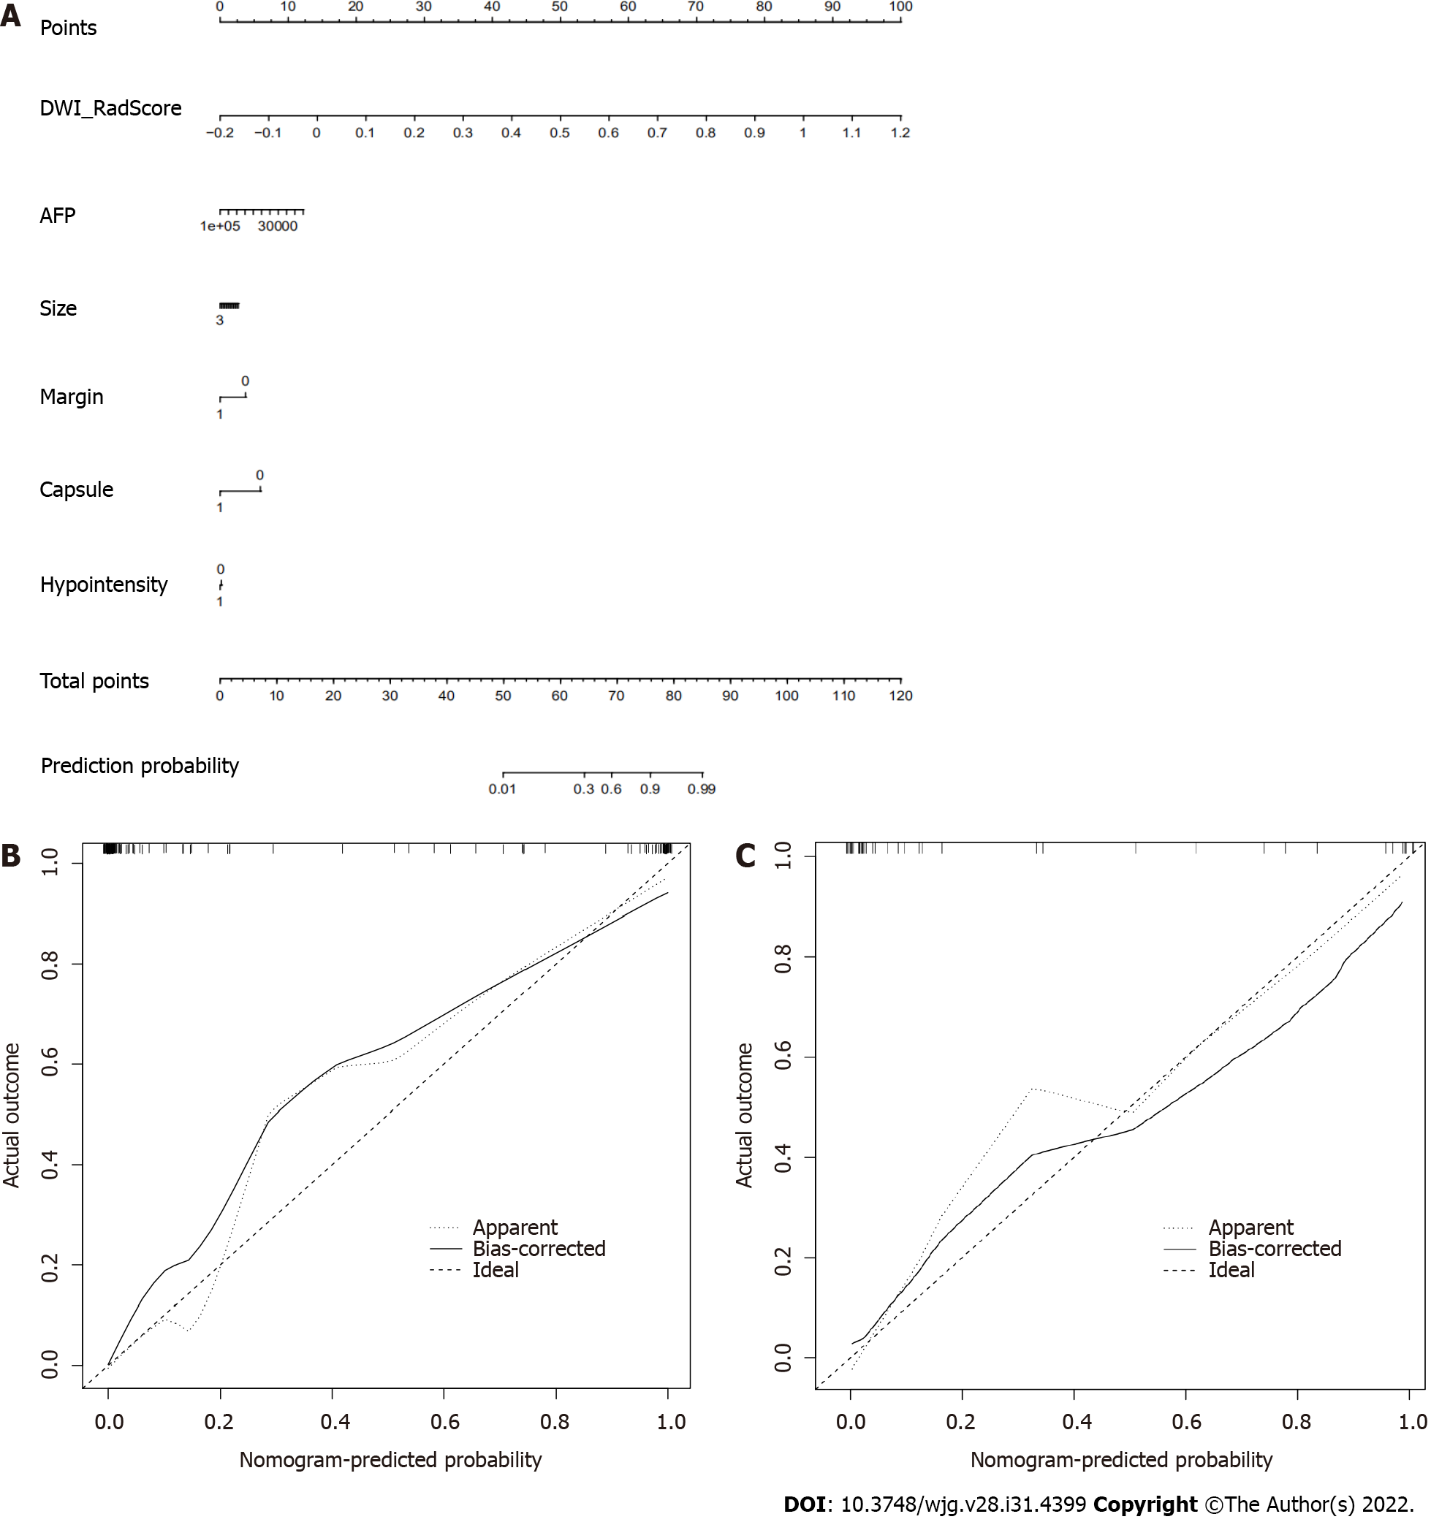 A
0 10 20 30 40 50 60 70 80 90 100
Points
DWI_RadScore
−0.2 −0.1 0 0.1 0.2 0.3 0.4 0.5 0.6 0.7 0.8 0.9 1 1.1 1.2
AFP
1e+05 30000
Size
3
0
Margin
1
0
Capsule
1
0
Hypointensity
1
Total points
0 10 20 30 40 50 60 70 80 90 100 110 120
Prediction probability
0.01 0.3 0.6 0.9 0.99
B
1.0
0.8
0.6
0.4
0.2
0.0
Actual outcome
Apparent
Bias-corrected
Ideal
0.0 0.2 0.4 0.6 0.8 1.0
Nomogram-predicted probability
C
1.0
0.8
0.6
0.4
0.2
0.0
Actual outcome
Apparent
Bias-corrected
Ideal
0.0 0.2 0.4 0.6 0.8 1.0
Nomogram-predicted probability
DOI: 10.3748/wjg.v28.i31.4399 Copyright ©The Author(s) 2022.